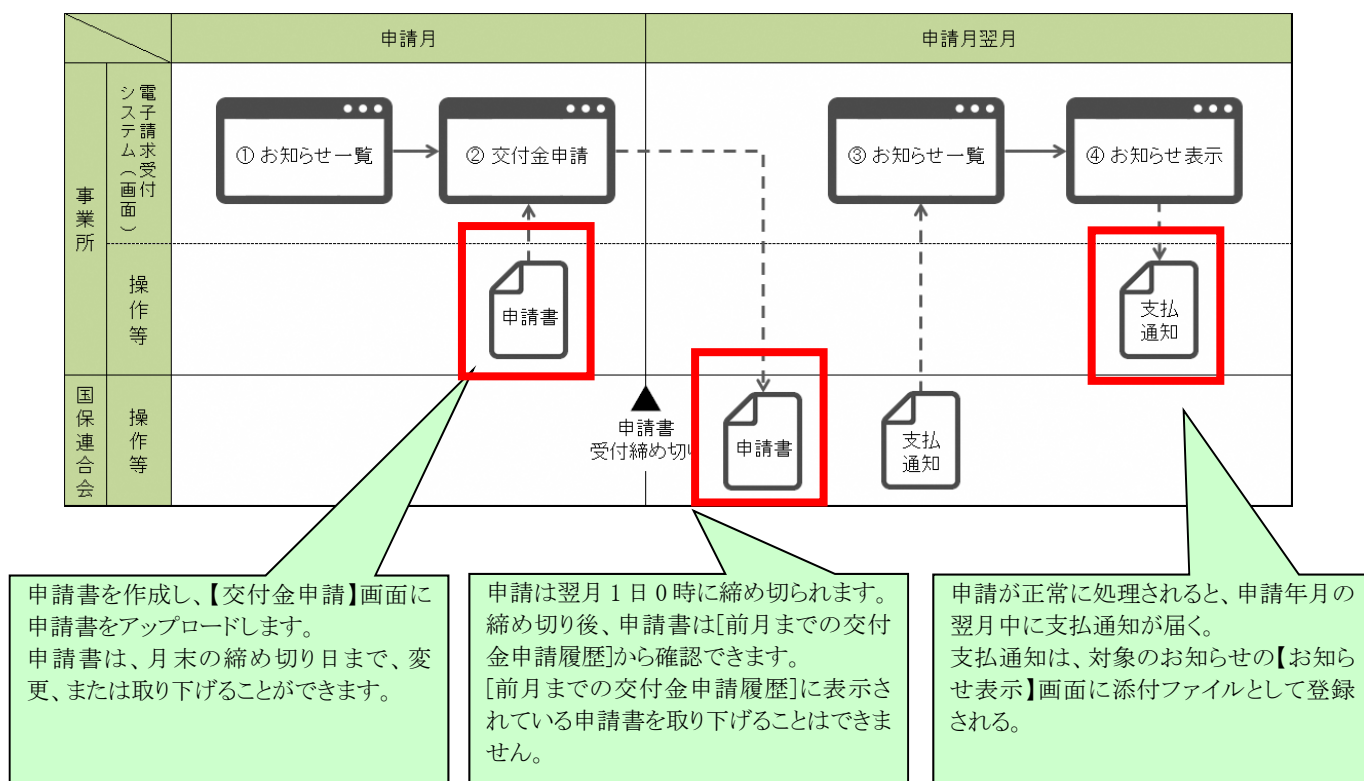 申請月
申請月翌月
事業所
電子請求受付
システム（画面）
① お知らせ一覧
② 交付金申請
③ お知らせ一覧
④ お知らせ表示
操作等
申請書
支払
通知
国保連合会
操作等
申請書
受付締め切り
申請書
支払
通知
申請書を作成し、【交付金申請】画面に
申請書をアップロードします。
申請書は、月末の締め切り日まで、変
更、または取り下げることができます。
申請は翌月１日０時に締め切られます。
締め切り後、申請書は[前月までの交付
金申請履歴]から確認できます。
[前月までの交付金申請履歴]に表示さ
れている申請書を取り下げることはできま
せん。
申請が正常に処理されると、申請年月の
翌月中に支払通知が届く。
支払通知は、対象のお知らせの【お知ら
せ表示】画面に添付ファイルとして登録
される。